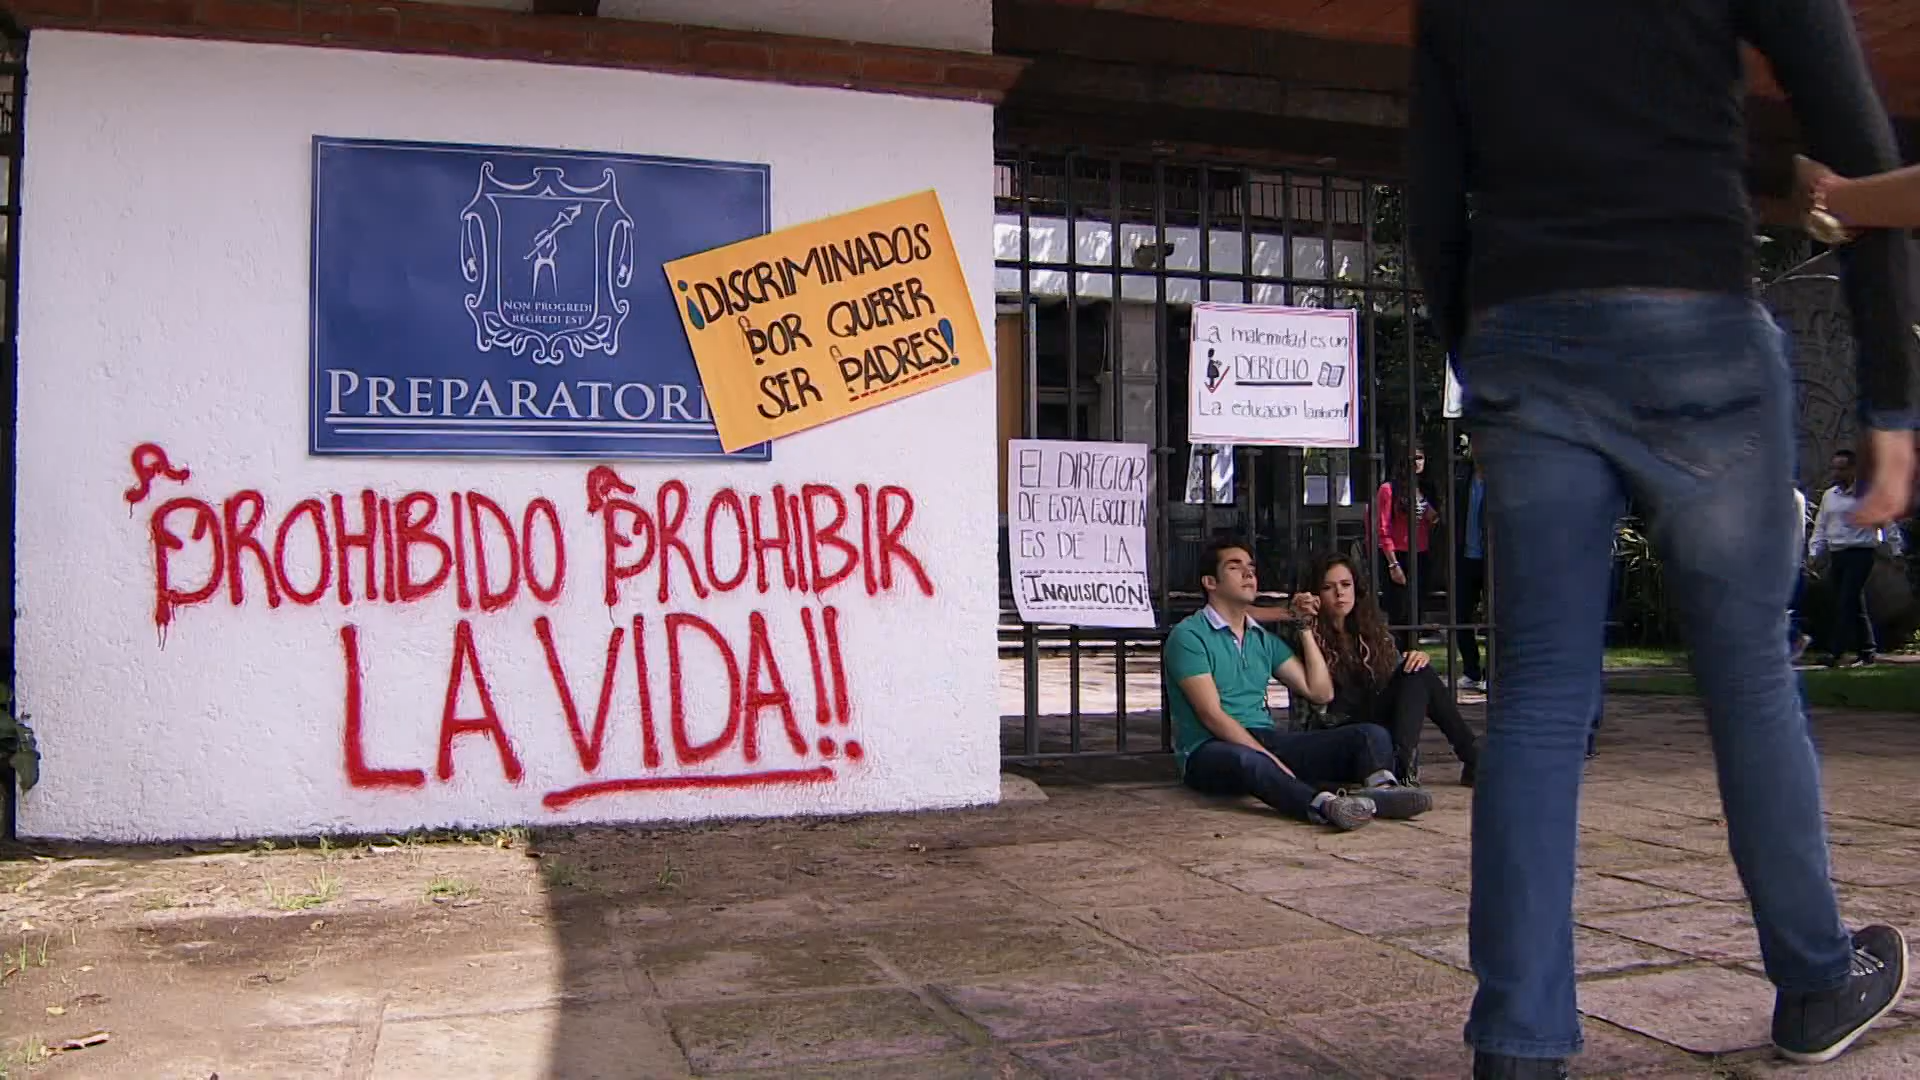 NON PROGREDI
REGREDI EST
PREPARATORI
¡DISCRIMINADOS
POR QUERER
SER PADRES!
PROHIBIDO PROHIBIR
LA VIDA!!
La maternidad es un
DERECHO
La educación también!
EL DIRECTOR
DE ESTA ESCUELA
ES DE LA
INQUISICIÓN